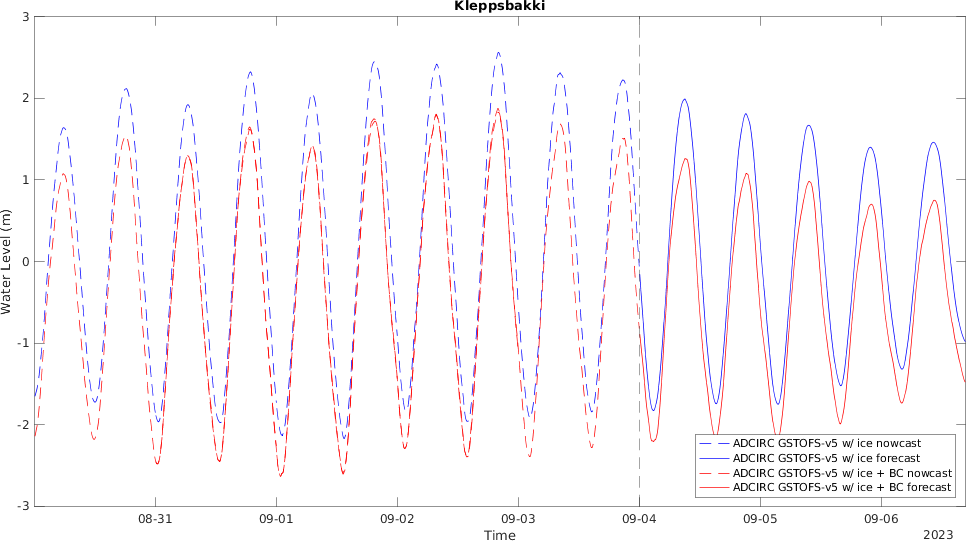 Kleppsbakki
3
2
1
0
-1
-2
-3
Water Level (m)
08-31
09-01
09-02
09-03
09-04
09-05
09-06
Time
2023
ADCIRC GSTOFS-v5 w/ ice nowcast
ADCIRC GSTOFS-v5 w/ ice forecast
ADCIRC GSTOFS-v5 w/ ice + BC nowcast
ADCIRC GSTOFS-v5 w/ ice + BC forecast